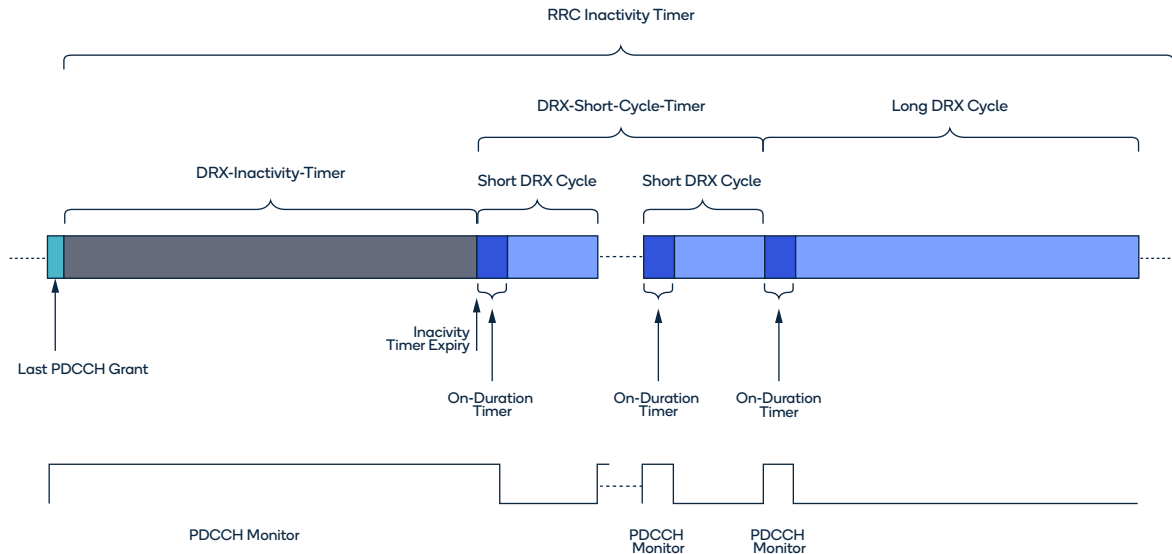 RRC Inactivity Timer
DRX-Short-Cycle-Timer
Long DRX Cycle
DRX-Inactivity-Timer
Short DRX Cycle
Short DRX Cycle
Inacivity
Timer Expiry
Last PDCCH Grant
On-Duration
Timer
On-Duration
Timer
On-Duration
Timer
PDCCH Monitor
PDCCH
Monitor
PDCCH
Monitor